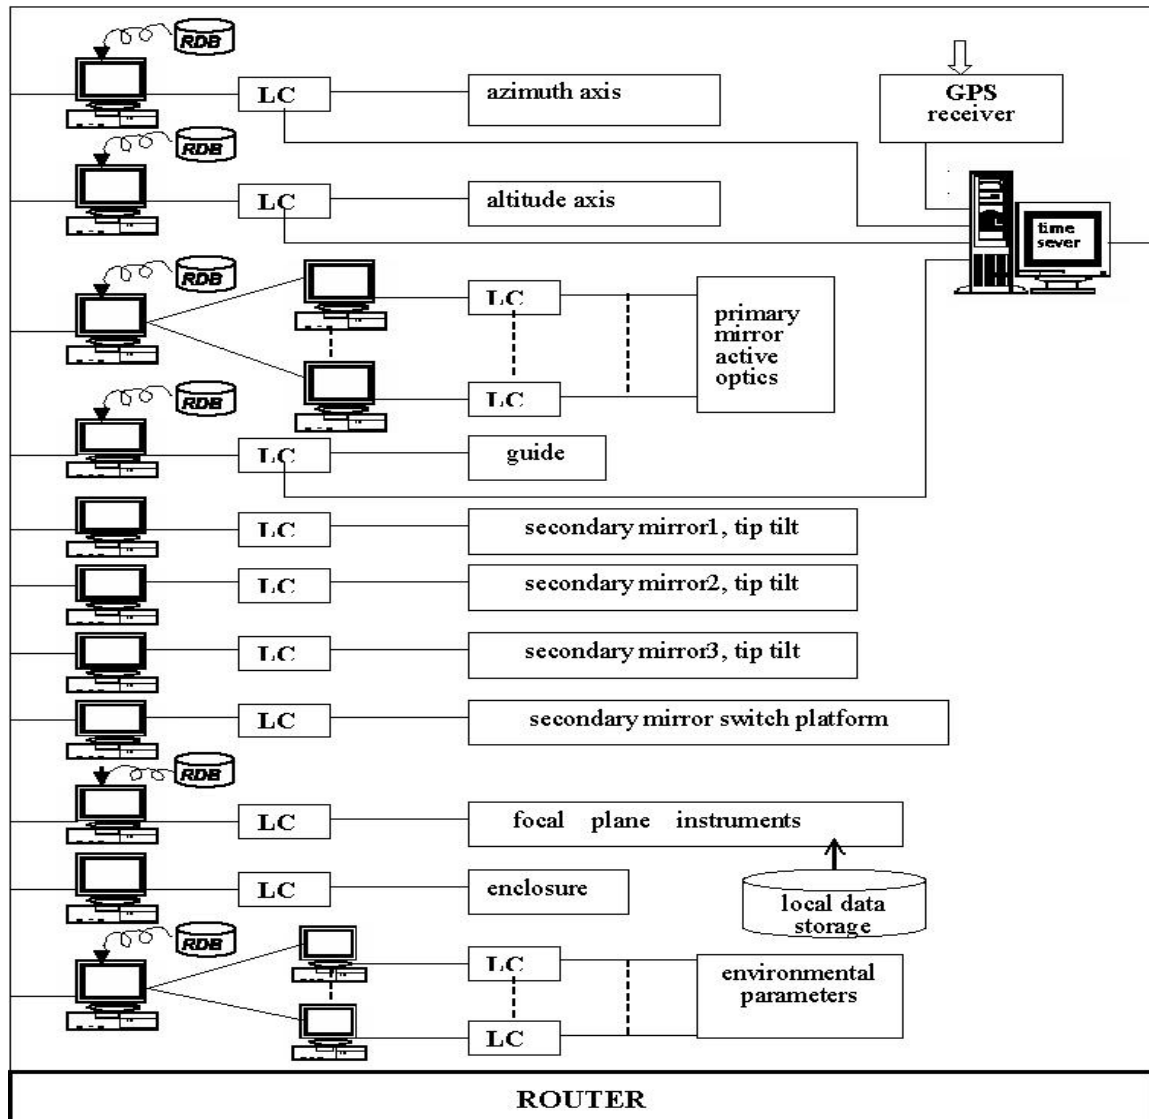 RDB
LC
azimuth axis
GPS
receiver
RDB
LC
altitude axis
time
sever
RDB
LC
primary
mirror
active
optics
LC
RDB
LC
guide
LC
secondary mirror1, tip tilt
LC
secondary mirror2, tip tilt
LC
secondary mirror3, tip tilt
LC
secondary mirror switch platform
RDB
LC
focal plane instruments
LC
enclosure
local data
storage
RDB
LC
environmental
parameters
LC
ROUTER